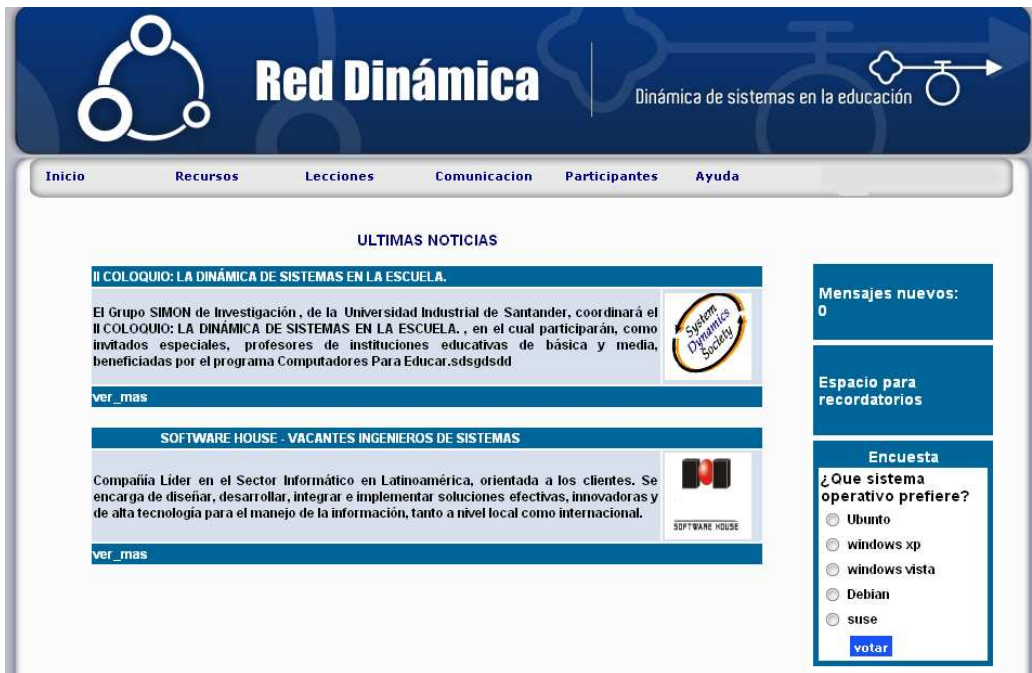 Red Dinámica
Dinámica de sistemas en la educación
Inicio Recursos Lecciones Comunicacion Participantes Ayuda
ULTIMAS NOTICIAS
II COLOQUIO: LA DINÁMICA DE SISTEMAS EN LA ESCUELA.
El Grupo SIMON de Investigación , de la Universidad Industrial de Santander, coordinará el
II COLOQUIO: LA DINÁMICA DE SISTEMAS EN LA ESCUELA. , en el cual participarán, como
invitados especiales, profesores de instituciones educativas de básica y media,
beneficiadas por el programa Computadores Para Educar.sdsgdsdd
System
Dynamics
Society
ver_mas
SOFTWARE HOUSE - VACANTES INGENIEROS DE SISTEMAS
Compañia Líder en el Sector Informático en Latinoamérica, orientada a los clientes. Se
encarga de diseñar, desarrollar, integrar e implementar soluciones efectivas, innovadoras y
de alta tecnología para el manejo de la información, tanto a nivel local como internacional.
SOFTWARE HOUSE
ver_mas
Mensajes nuevos:
0
Espacio para
recordatorios
Encuesta
¿Que sistema
operativo prefiere?
Ubunto
windows xp
windows vista
Debian
suse
votar